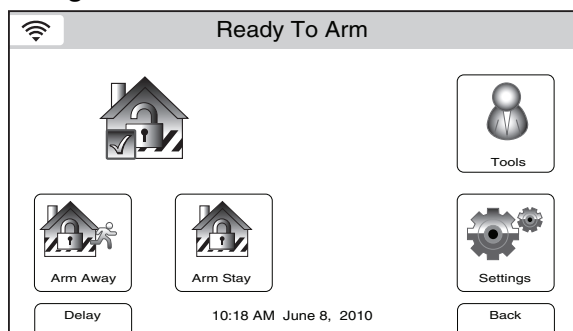 Ready To Arm
Tools
Arm Away
Arm Stay
Settings
Delay
10:18 AM June 8, 2010
Back